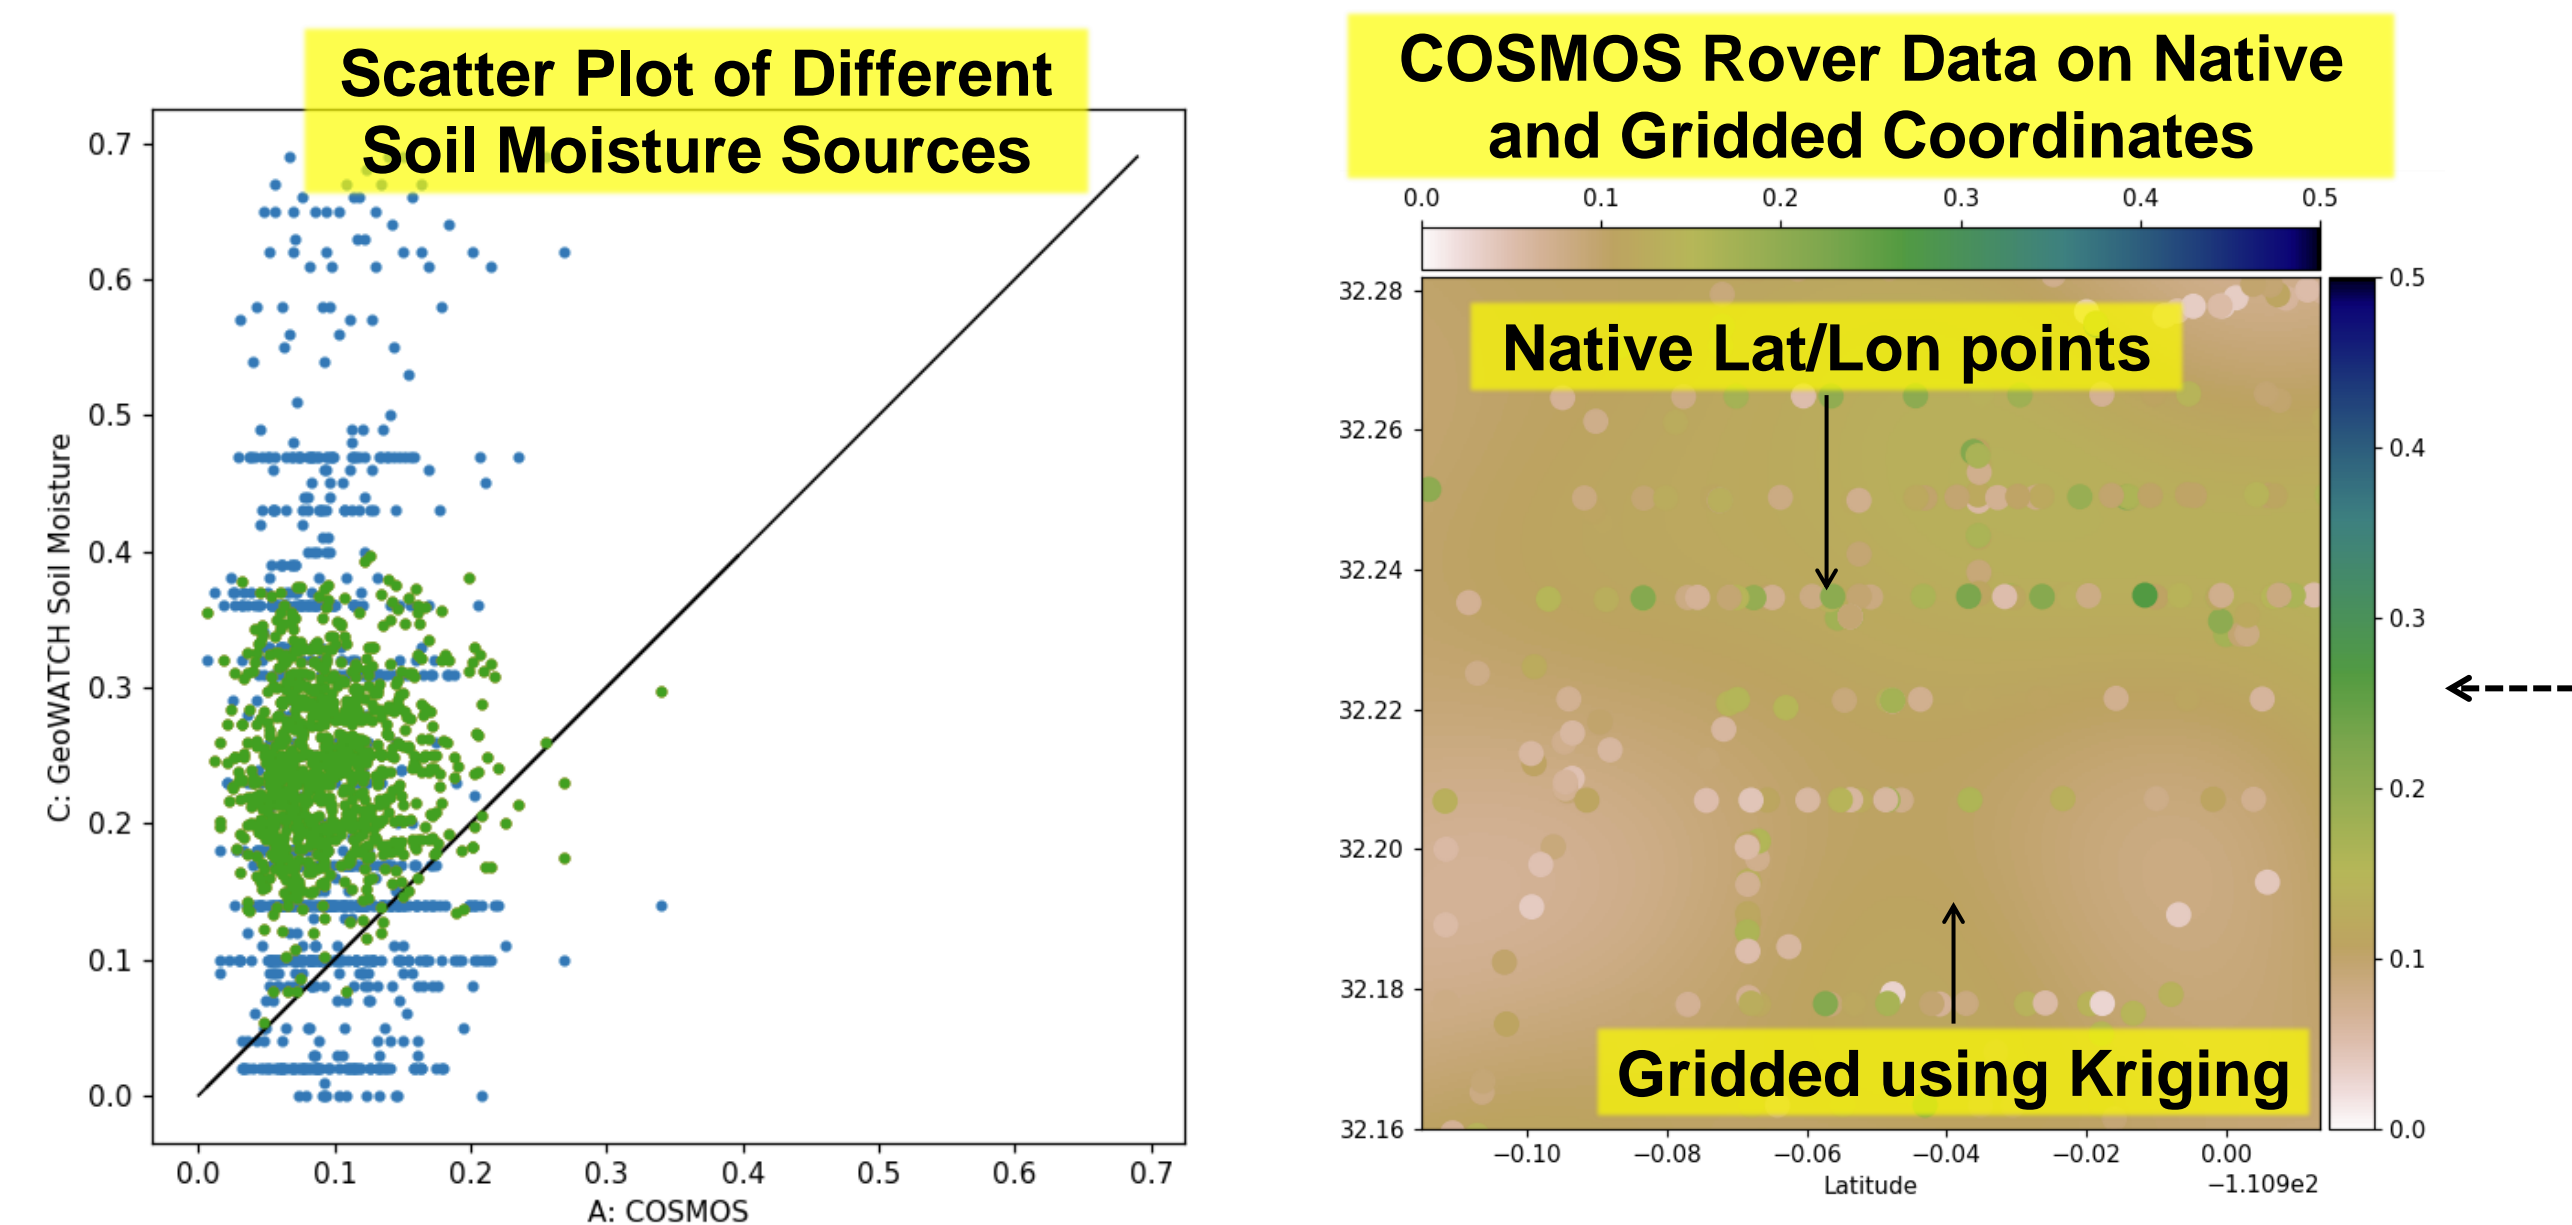 Scatter Plot of Different
Soil Moisture Sources
0.7
0.6
0.5
0.4
0.3
0.2
0.1
0.0
C: GeoWATCH Soil Moisture
0.0 0.1 0.2 0.3 0.4 0.5 0.6 0.7
A: COSMOS
COSMOS Rover Data on Native
and Gridded Coordinates
0.0 0.1 0.2 0.3 0.4 0.5
32.28
32.26
32.24
32.22
32.20
32.18
32.16
Native Lat/Lon points
Gridded using Kriging
0.5
0.4
0.3
0.2
0.1
0.0
−0.10 −0.08 −0.06 −0.04 −0.02 0.00
Latitude
−1.109e2